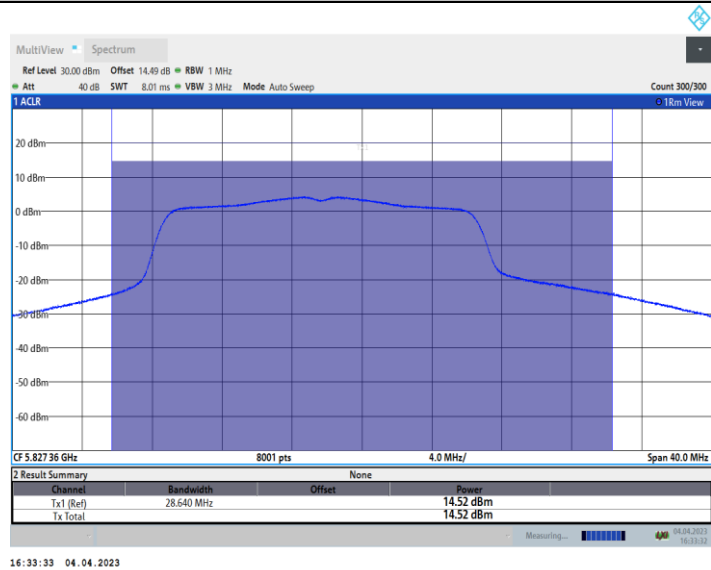 MultiView Spectrum
Ref Level 30.00 dBm Offset 14.49 dB RBW 1 MHz
Att 40 dB SWT 8.01 ms VBW 3 MHz Mode Auto Sweep Count 300/300
1 ACLR 1Rm View
20 dBm
10 dBm
0 dBm
-10 dBm
-20 dBm
-30 dBm
-40 dBm
-50 dBm
-60 dBm
CF 5.827 36 GHz 8001 pts 4.0 MHz/ Span 40.0 MHz
2 Result Summary None
Channel Bandwidth Offset Power
Tx1 (Ref) 28.640 MHz 14.52 dBm
Tx Total 14.52 dBm
Measuring... 04.04.2023
16:33:32
16:33:33 04.04.2023